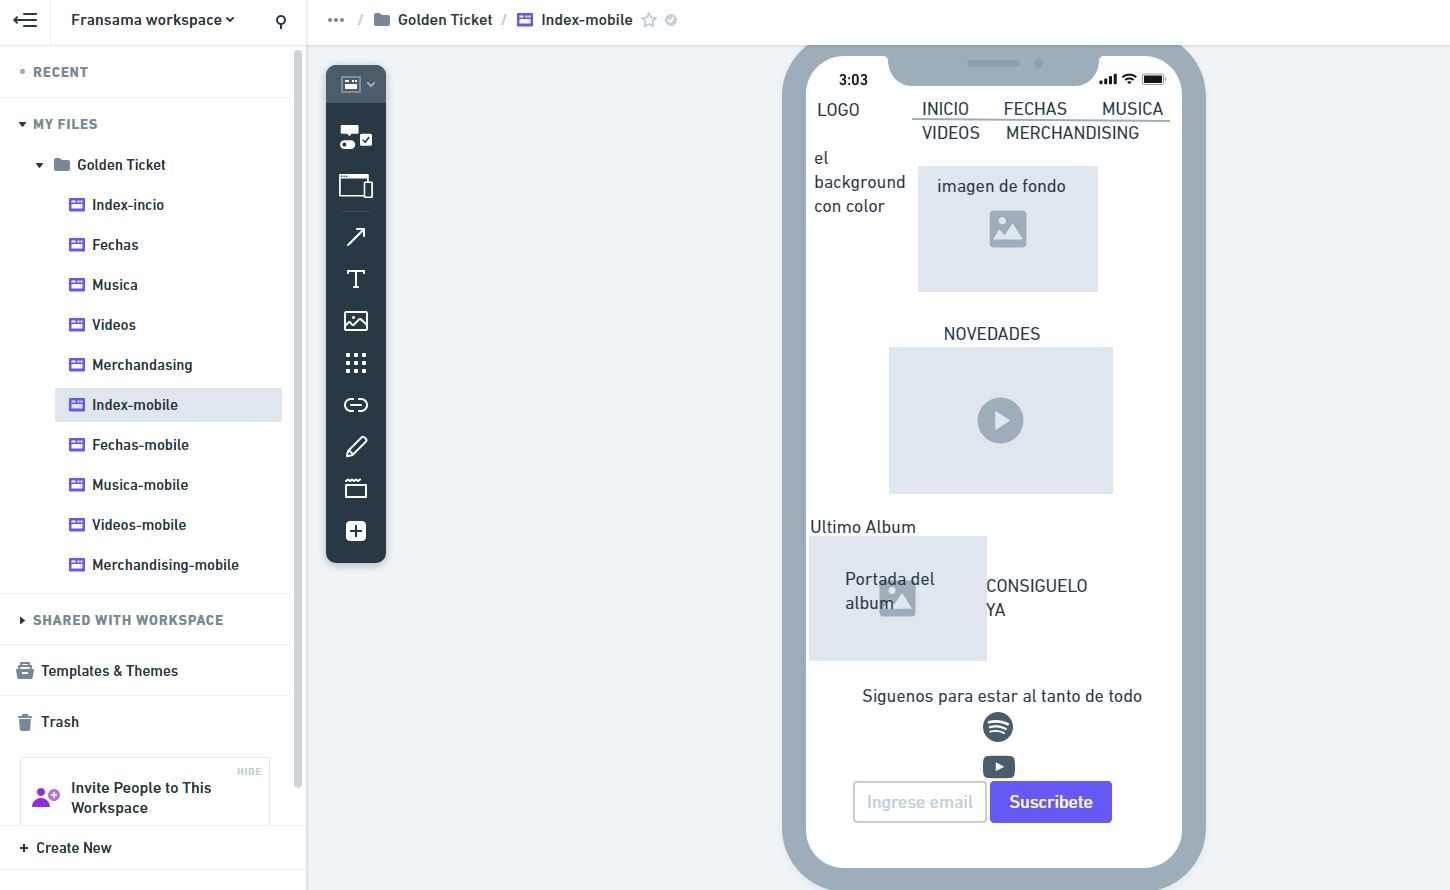 Fransama workspace
Golden Ticket / Index-mobile
RECENT
MY FILES
Golden Ticket
Index-incio
Fechas
Musica
Videos
Merchandasing
Index-mobile
Fechas-mobile
Musica-mobile
Videos-mobile
Merchandising-mobile
SHARED WITH WORKSPACE
Templates & Themes
Trash
HIDE
Invite People to This
Workspace
+ Create New
3:03
LOGO
INICIO FECHAS MUSICA
VIDEOS MERCHANDISING
el
background
con color
imagen de fondo
NOVEDADES
Ultimo Album
Portada del
album
CONSIGUELO
YA
Siguenos para estar al tanto de todo
Ingrese email
Suscribete